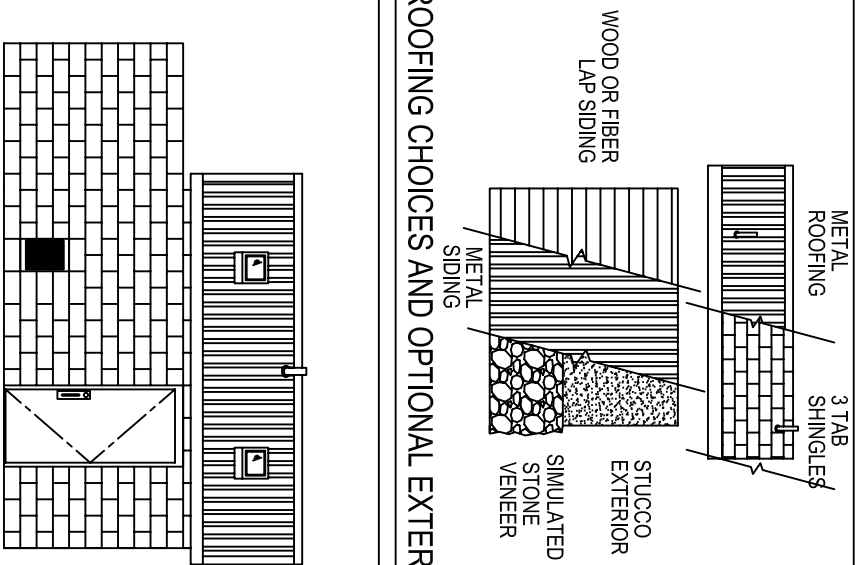 METAL
ROOFING
3 TAB
SHINGLES
WOOD OR FIBER
LAP SIDING
METAL
SIDING
STUCCO
EXTERIOR
SIMULATED
STONE
VENEER
ROOFING CHOICES AND OPTIONAL EXTER